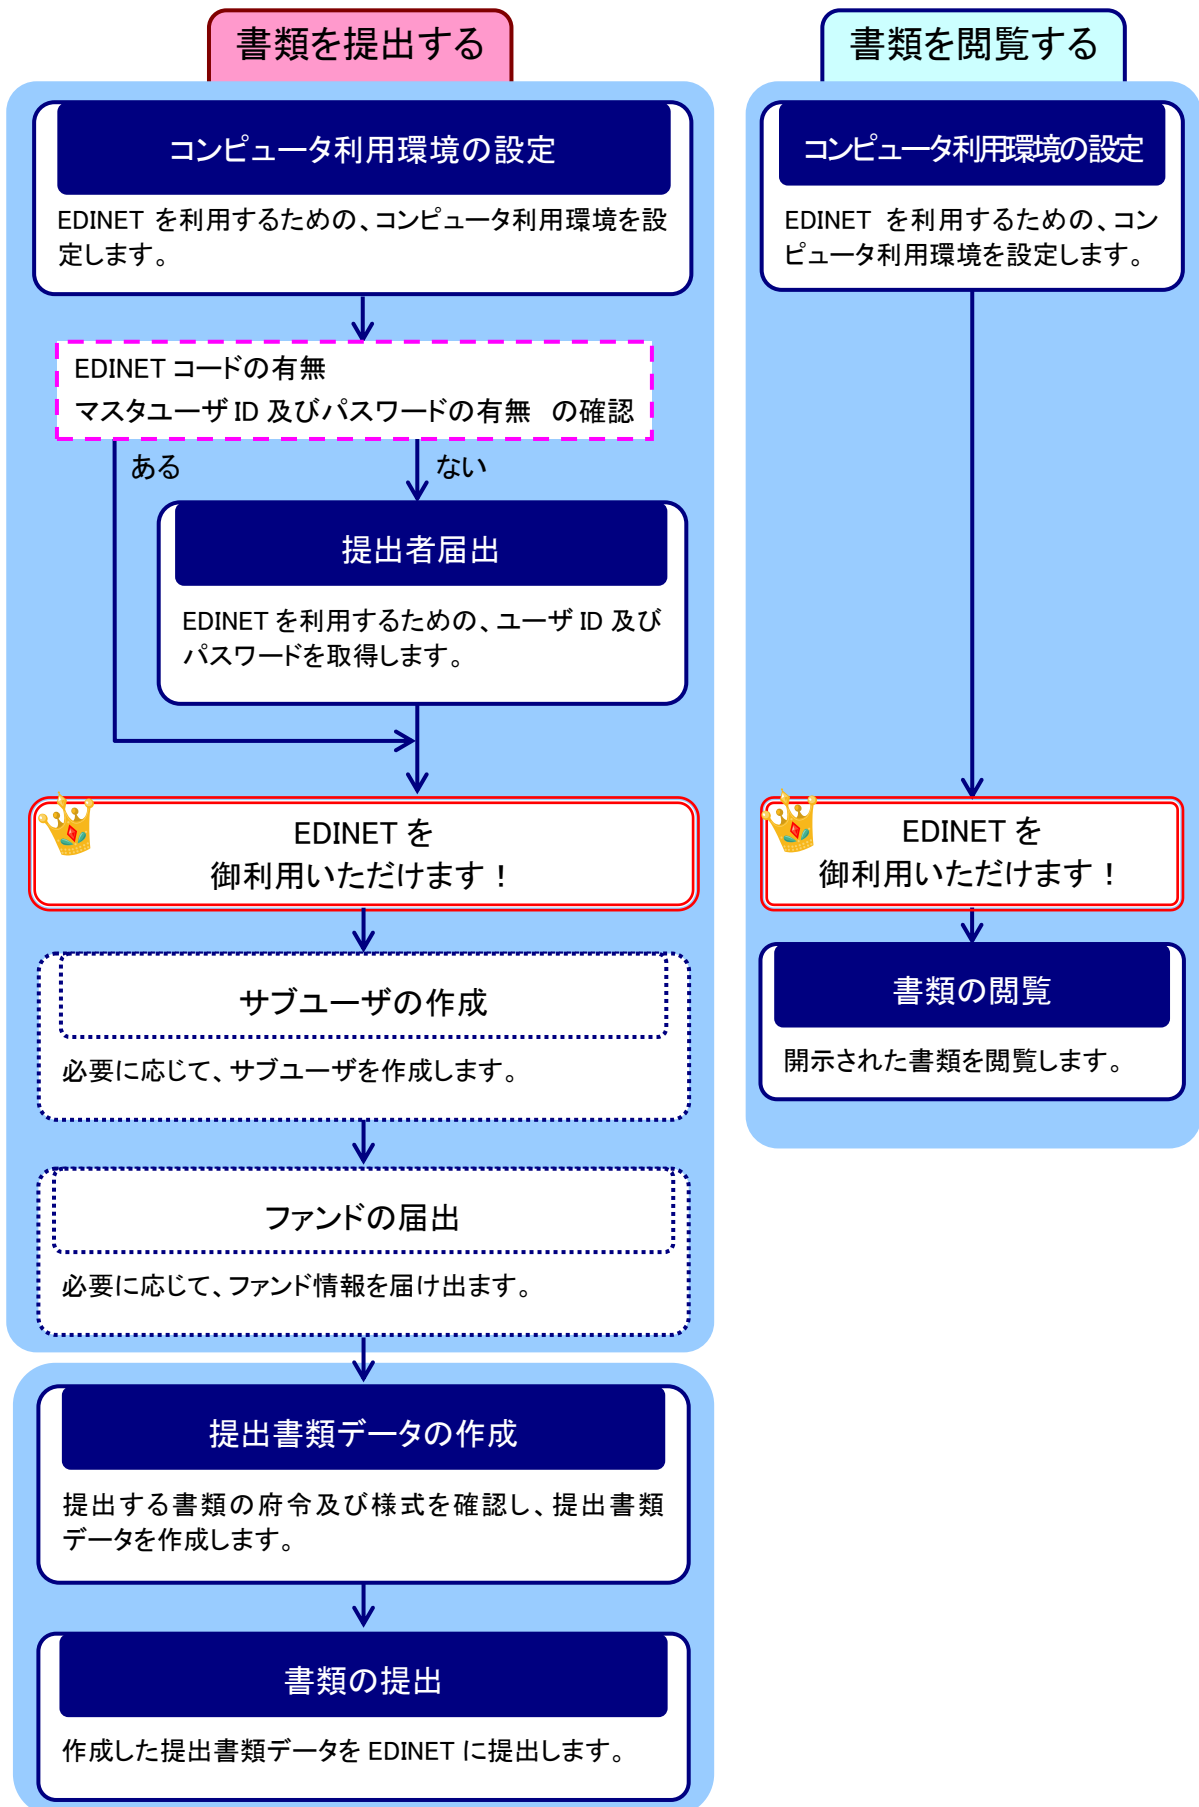 書類を提出する
コンピュータ利用環境の設定
EDINET を利用するための、コンピュータ利用環境を設
定します。
EDINET コードの有無
マスタユーザ ID 及びパスワードの有無　の確認
ある
ない
提出者届出
EDINET を利用するための、ユーザ ID 及び
パスワードを取得します。
EDINET を
御利用いただけます！
サブユーザの作成
必要に応じて、サブユーザを作成します。
ファンドの届出
必要に応じて、ファンド情報を届け出ます。
提出書類データの作成
提出する書類の府令及び様式を確認し、提出書類
データを作成します。
書類の提出
作成した提出書類データを EDINET に提出します。
書類を閲覧する
コンピュータ利用環境の設定
EDINET を利用するための、コン
ピュータ利用環境を設定します。
EDINET を
御利用いただけます！
書類の閲覧
開示された書類を閲覧します。